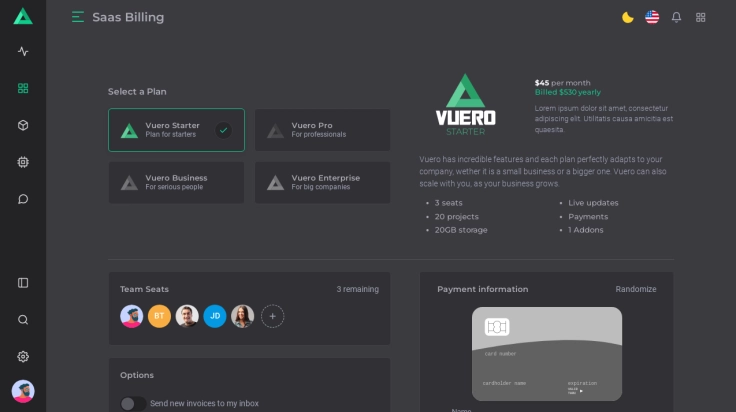 Saas Billing
Select a Plan
Vuero Starter
Plan for starters
Vuero Pro
For professionals
Vuero Business
For serious people
Vuero Enterprise
For big companies
VUERO
STARTER
$45 per month
Billed $530 yearly
Lorem ipsum dolor sit amet, consectetur
adipiscing elit. Utilitatis causa amicitia est
quaesita.
Vuero has incredible features and each plan perfectly adapts to your
company, wether it is a small business or a bigger one. Vuero can also
scale with you, as your business grows.
3 seats
20 projects
20GB storage
Live updates
Payments
1 Addons
Team Seats
3 remaining
BT
JD
Payment information
Randomize
card number
cardholder name
expiration
Options
Send new invoices to my inbox
Name